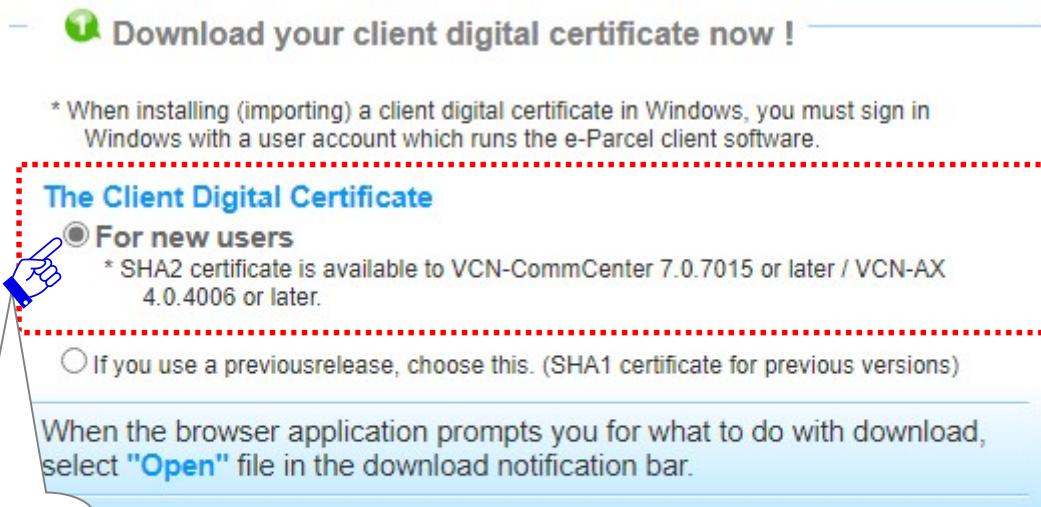 1 Download your client digital certificate now !
* When installing (importing) a client digital certificate in Windows, you must sign in
Windows with a user account which runs the e-Parcel client software.
The Client Digital Certificate
For new users
* SHA2 certificate is available to VCN-CommCenter 7.0.7015 or later / VCN-AX
4.0.4006 or later.
If you use a previousrelease, choose this. (SHA1 certificate for previous versions)
When the browser application prompts you for what to do with download,
select "Open" file in the download notification bar.